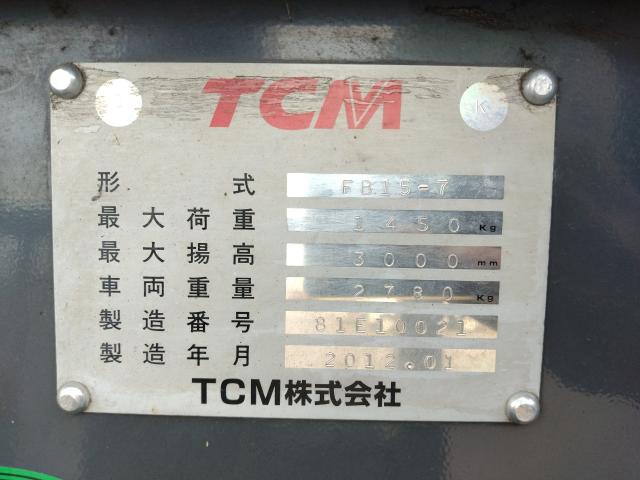 TCM
K
形式 FB15-7
最大荷重 1450 Kg
最大揚高 3000 mm
車両重量 2780 Kg
製造番号 81E10021
製造年月 2012.01
TCM株式会社